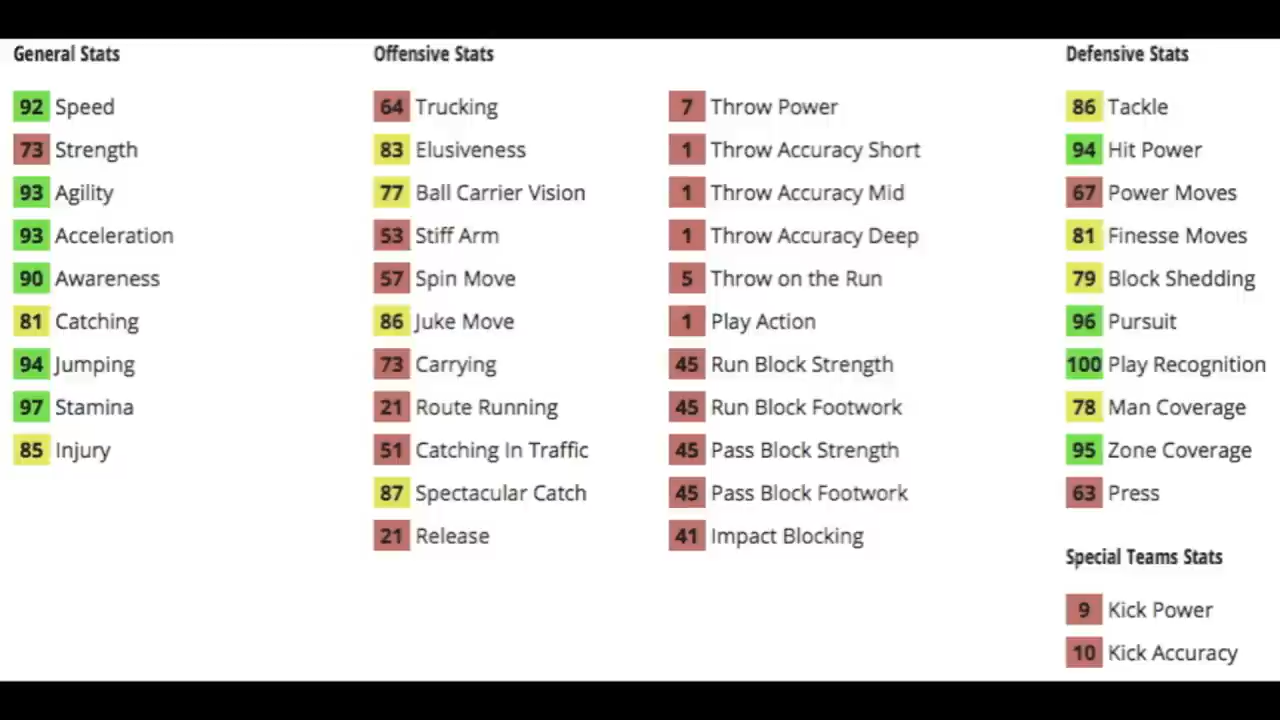 General Stats
92 Speed
73 Strength
93 Agility
93 Acceleration
90 Awareness
81 Catching
94 Jumping
97 Stamina
85 Injury
Offensive Stats
64 Trucking
83 Elusiveness
77 Ball Carrier Vision
53 Stiff Arm
57 Spin Move
86 Juke Move
73 Carrying
21 Route Running
51 Catching In Traffic
87 Spectacular Catch
21 Release
7 Throw Power
1 Throw Accuracy Short
1 Throw Accuracy Mid
1 Throw Accuracy Deep
5 Throw on the Run
1 Play Action
45 Run Block Strength
45 Run Block Footwork
45 Pass Block Strength
45 Pass Block Footwork
41 Impact Blocking
Defensive Stats
86 Tackle
94 Hit Power
67 Power Moves
81 Finesse Moves
79 Block Shedding
96 Pursuit
100 Play Recognition
78 Man Coverage
95 Zone Coverage
63 Press
Special Teams Stats
9 Kick Power
10 Kick Accuracy